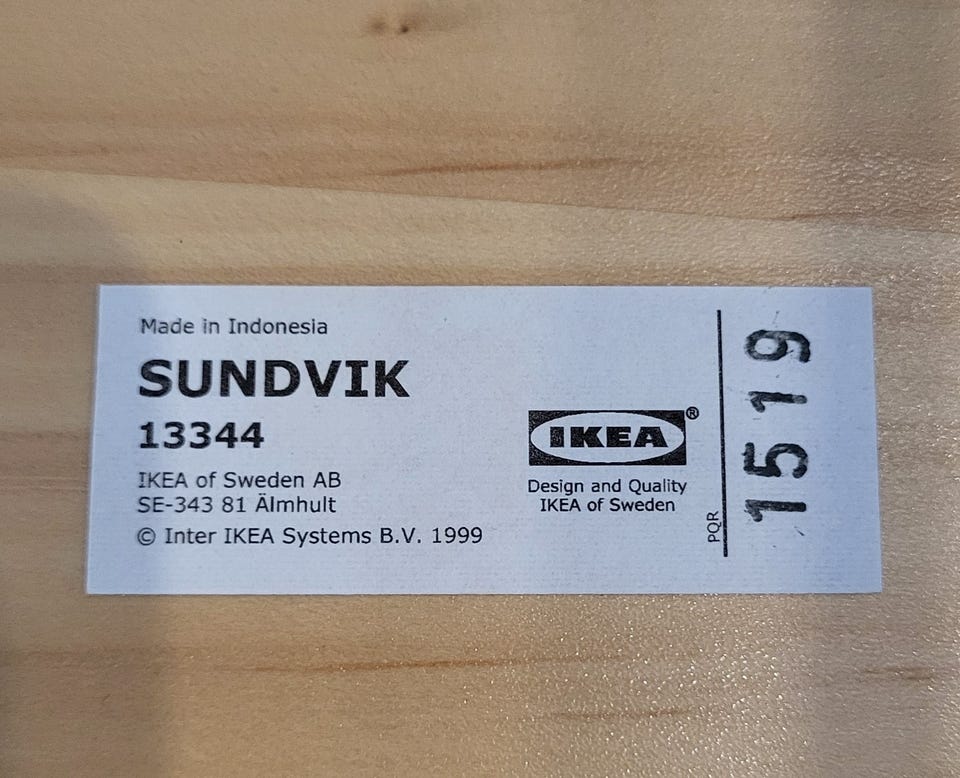 Made in Indonesia
SUNDVIK
13344
IKEA of Sweden AB
SE-343 81 Älmhult
© Inter IKEA Systems B.V. 1999
IKEA®
Design and Quality
IKEA of Sweden
PQR
1519